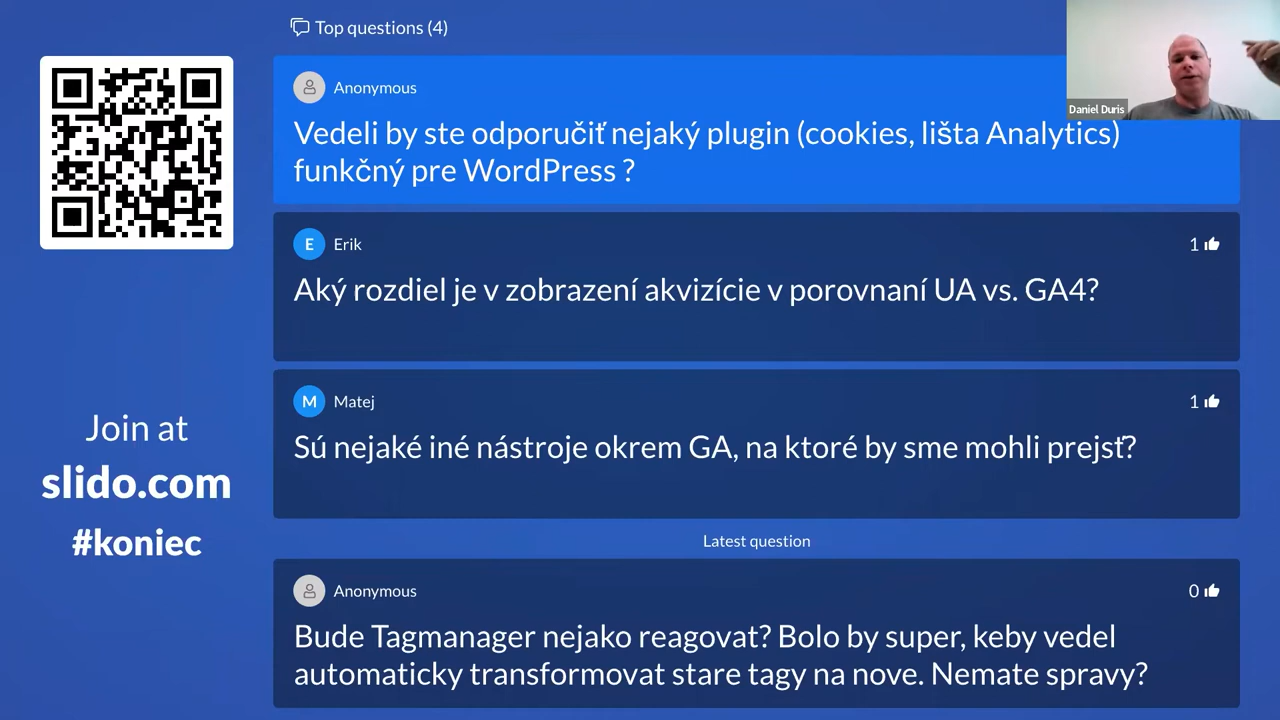 Top questions (4)
Anonymous
Daniel Duris
Vedeli by ste odporučiť nejaký plugin (cookies, lišta Analytics)
funkčný pre WordPress ?
E Erik 1
Aký rozdiel je v zobrazení akvizície v porovnaní UA vs. GA4?
M Matej 1
Sú nejaké iné nástroje okrem GA, na ktoré by sme mohli prejsť?
Join at
slido.com
#koniec
Latest question
Anonymous 0
Bude Tagmanager nejako reagovat? Bolo by super, keby vedel
automaticky transformovat stare tagy na nove. Nemate spravy?